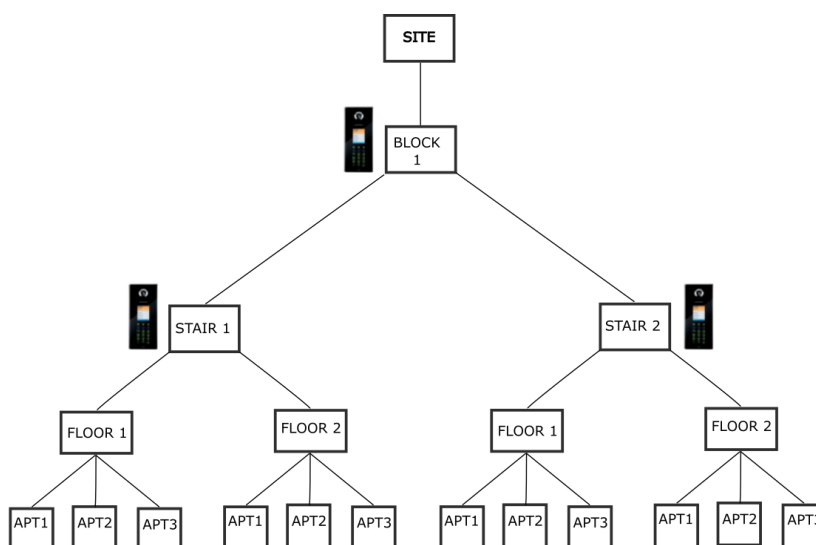 SITE
BLOCK
1
STAIR 1
STAIR 2
FLOOR 1
FLOOR 2
FLOOR 1
FLOOR 2
APT1
APT2
APT3
APT1
APT2
APT3
APT1
APT2
APT3
APT1
APT2
APT3